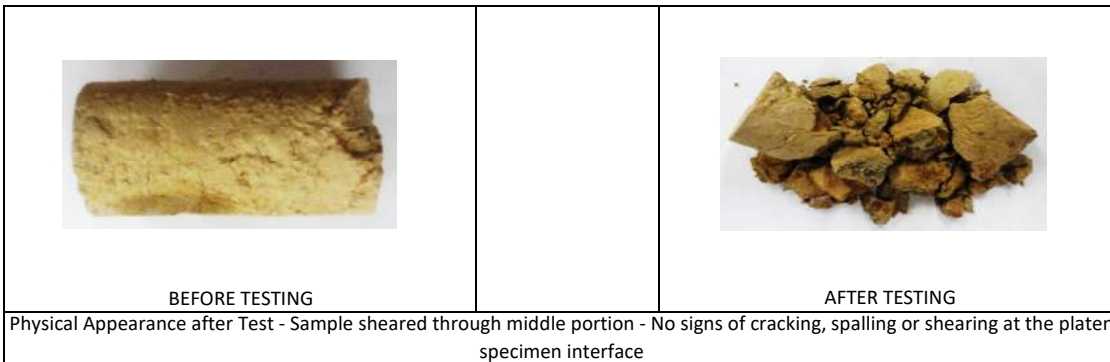 BEFORE TESTING
AFTER TESTING
Physical Appearance after Test - Sample sheared through middle portion - No signs of cracking, spalling or shearing at the platen
specimen interface